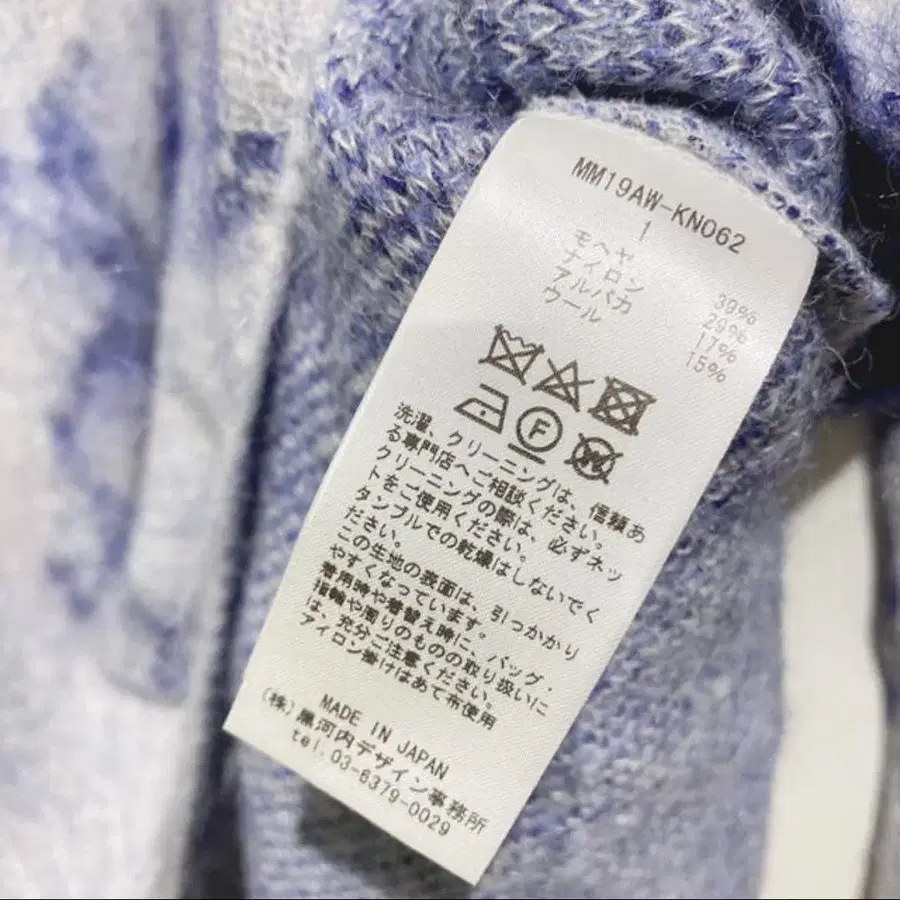 MM19AW-KN062
1
モヘヤ 39%
ナイロン 29%
アルパカ 17%
ウール 15%
F
W
洗濯、クリーニングは、信頼あ
る専門店へご相談ください。
クリーニングの際は、必ずネッ
トをご使用ください。
タンブルでの乾燥はしないでく
ださい。
この生地の表面は、引っかかり
やすくなっています。
着用時や着替え時に、バッグ・
指輪や周りのものの取り扱いに
は、充分ご注意ください。
アイロン掛けはあて布使用
MADE IN JAPAN
(株)黒河内デザイン事務所
tel.03-6379-0029